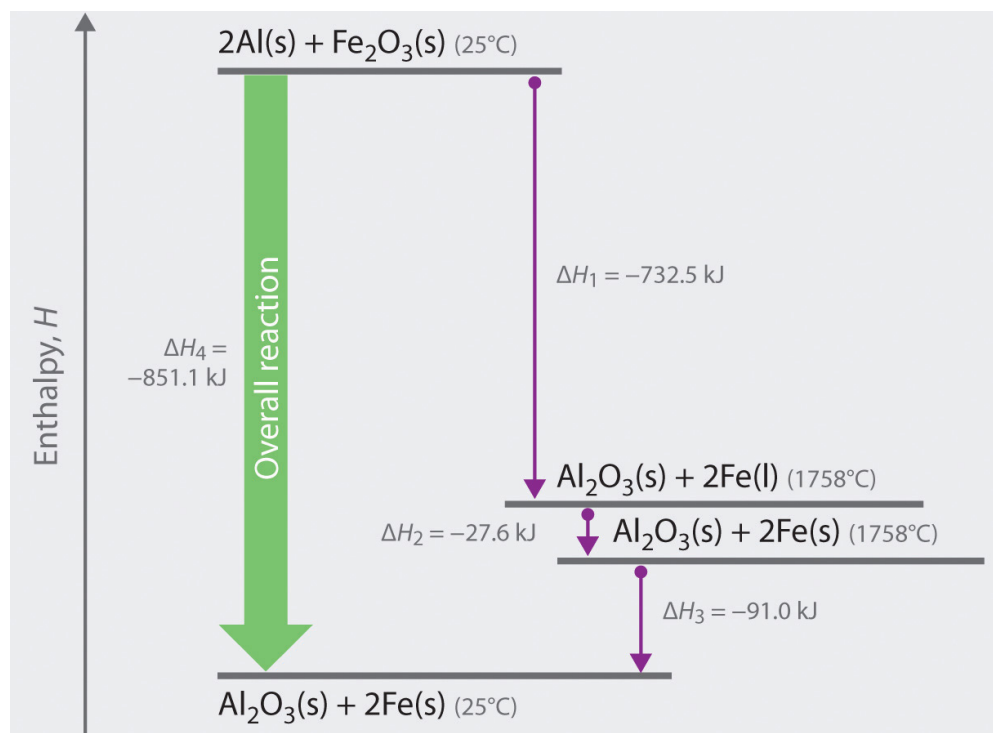 2Al(s) + Fe₂O₃(s) (25°C)
ΔH₁ = −732.5 kJ
Enthalpy, H
ΔH₄ =
−851.1 kJ
Overall reaction
Al₂O₃(s) + 2Fe(l) (1758°C)
ΔH₂ = −27.6 kJ
Al₂O₃(s) + 2Fe(s) (1758°C)
ΔH₃ = −91.0 kJ
Al₂O₃(s) + 2Fe(s) (25°C)